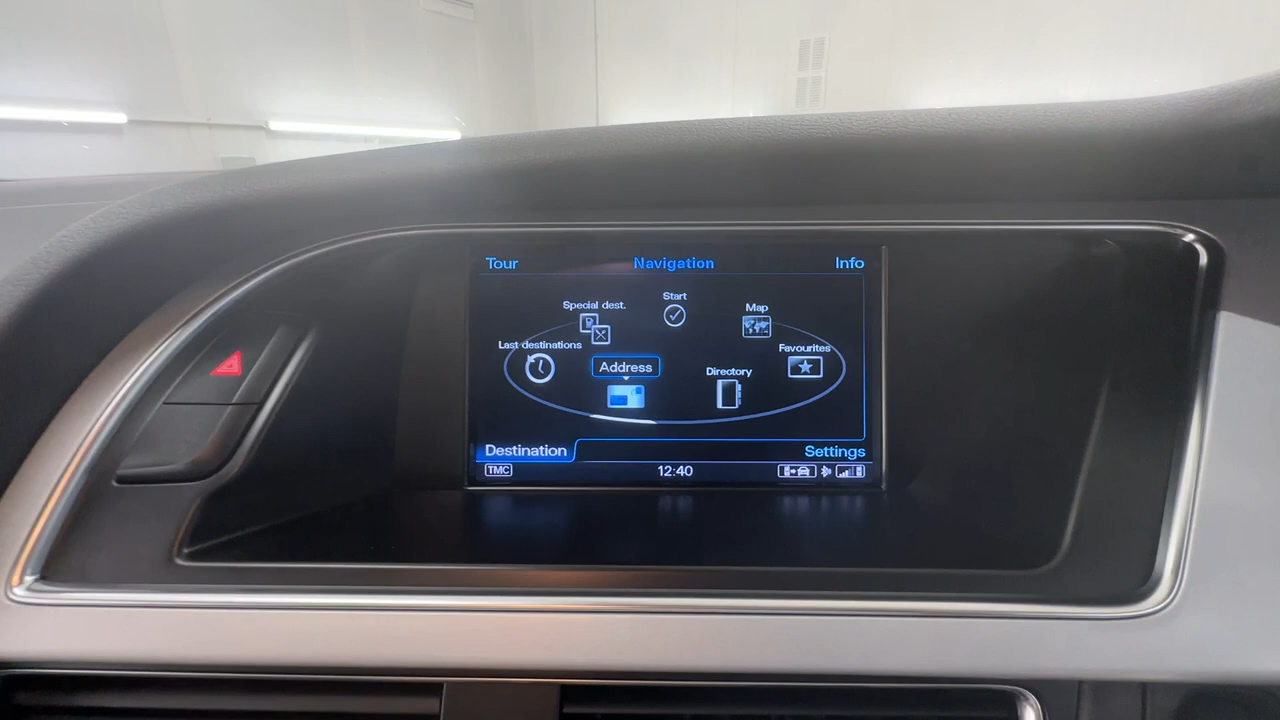 Tour Navigation Info
Start
Special dest.
Map
Last destinations
Favourites
Address
Directory
Destination Settings
TMC 12:40